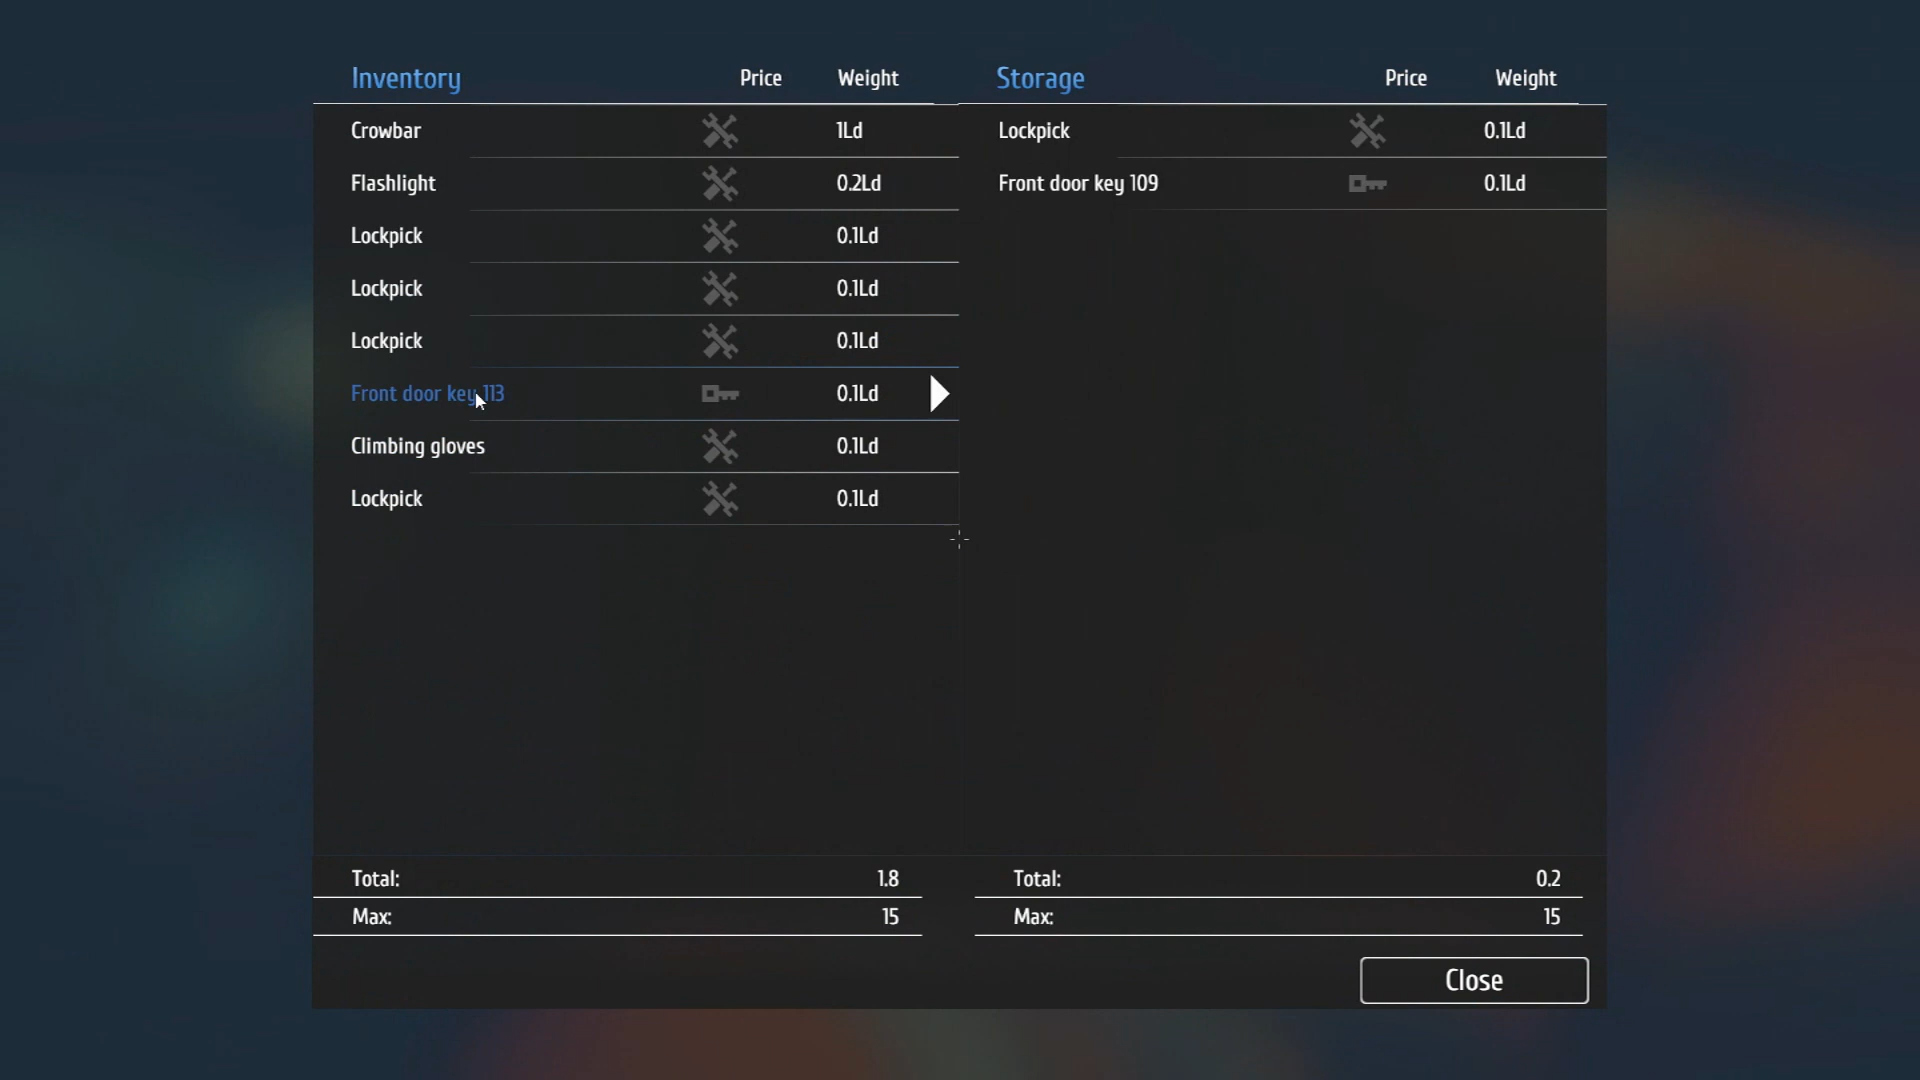 Inventory Price Weight
Crowbar 1Ld
Flashlight 0.2Ld
Lockpick 0.1Ld
Lockpick 0.1Ld
Lockpick 0.1Ld
Front door key 113 0.1Ld
Climbing gloves 0.1Ld
Lockpick 0.1Ld
Total: 1.8
Max: 15
Storage Price Weight
Lockpick 0.1Ld
Front door key 109 0.1Ld
Total: 0.2
Max: 15
Close